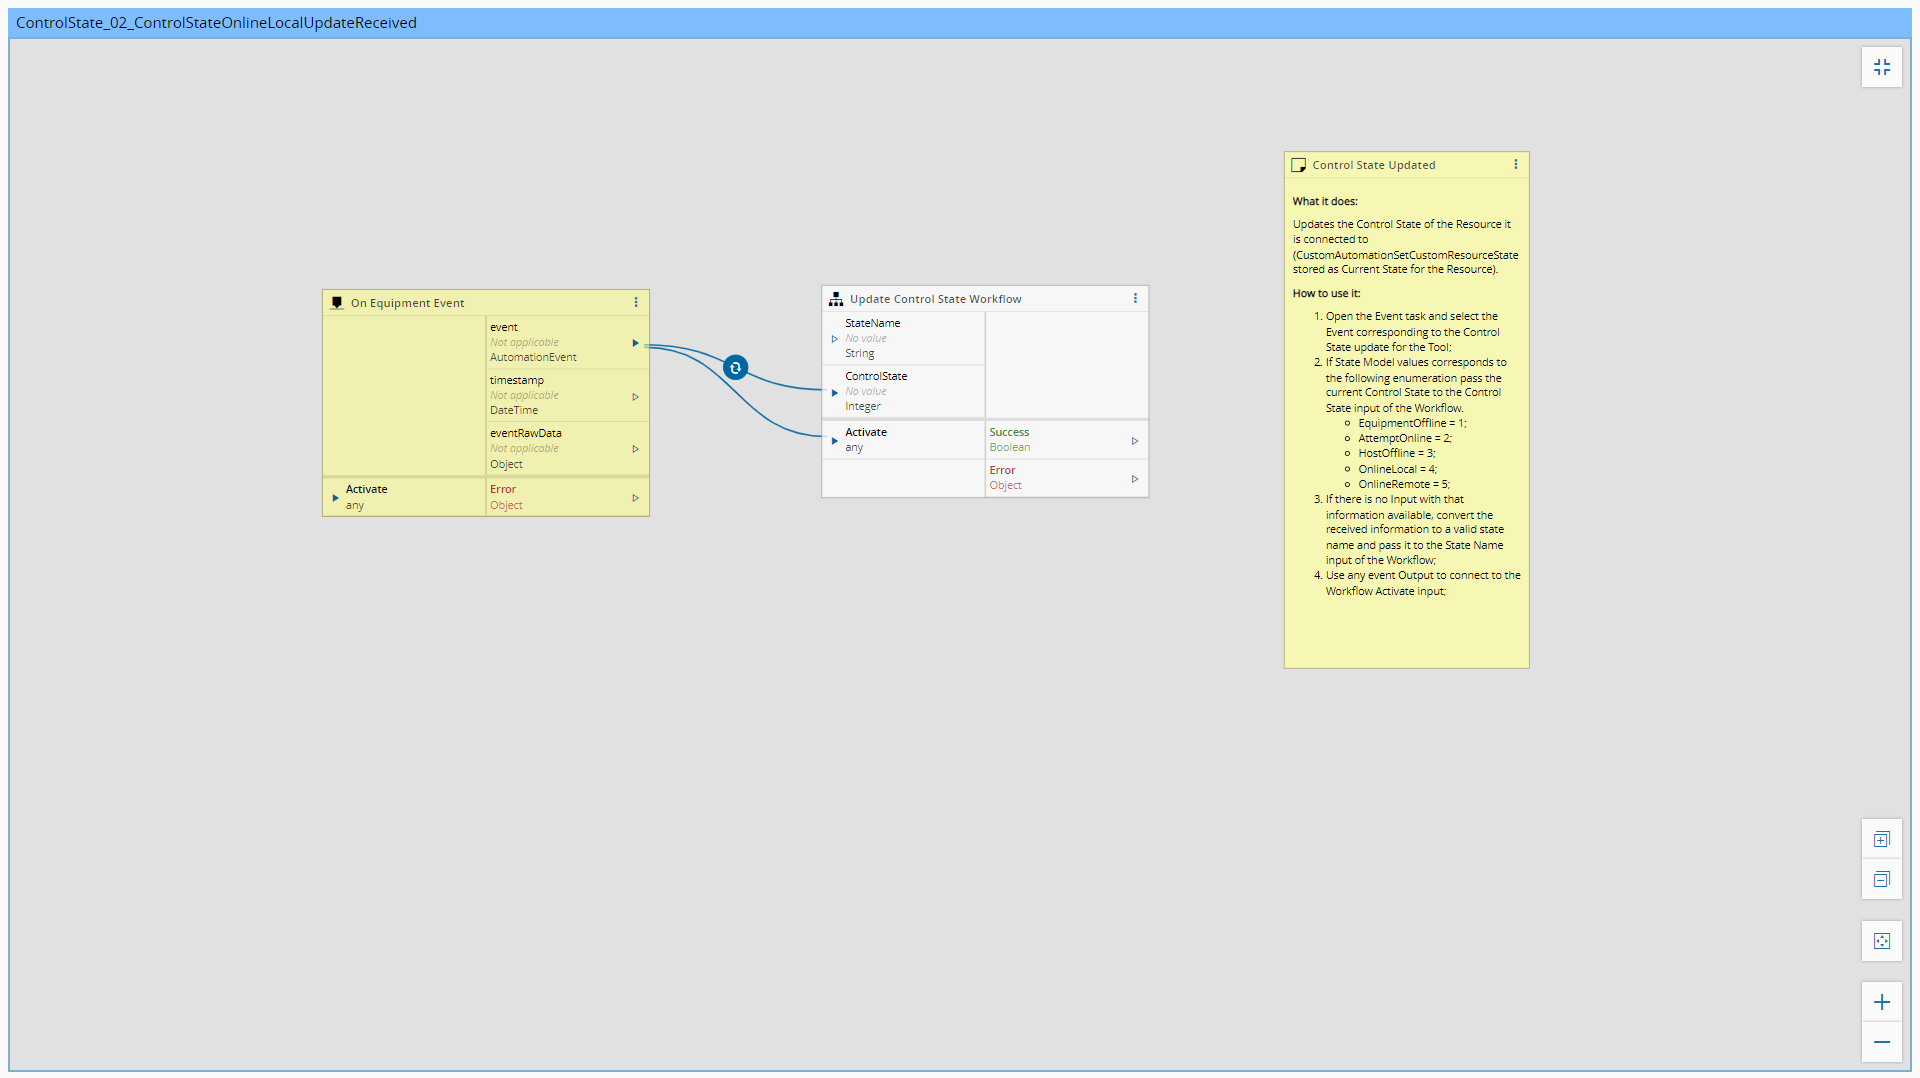 ControlState_02_ControlStateOnlineLocalUpdateReceived
On Equipment Event
event
Not applicable
AutomationEvent
timestamp
Not applicable
DateTime
eventRawData
Not applicable
Object
Activate
any
Error
Object
Update Control State Workflow
StateName
No value
String
ControlState
No value
Integer
Activate
any
Success
Boolean
Error
Object
Control State Updated
What it does:
Updates the Control State of the Resource it
is connected to
(CustomAutomationSetCustomResourceState
stored as Current State for the Resource).
How to use it:
1. Open the Event task and select the
Event corresponding to the Control
State update for the Tool;
2. If State Model values corresponds to
the following enumeration pass the
current Control State to the Control
State input of the Workflow.
EquipmentOffline = 1;
AttemptOnline = 2;
HostOffline = 3;
OnlineLocal = 4;
OnlineRemote = 5;
3. If there is no Input with that
information available, convert the
received information to a valid state
name and pass it to the State Name
input of the Workflow;
4. Use any event Output to connect to the
Workflow Activate input;